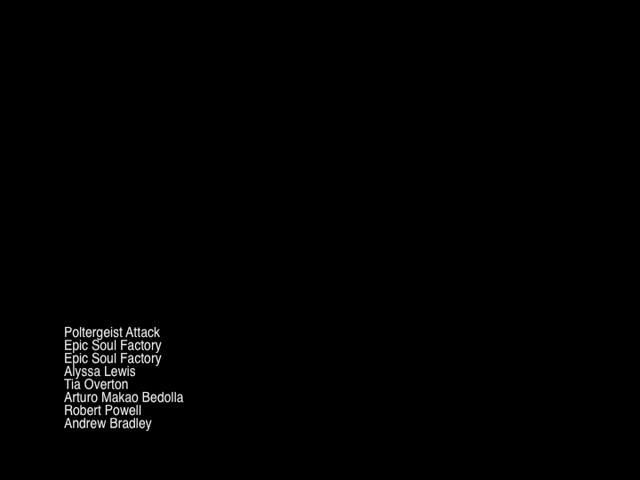 Poltergeist Attack
Epic Soul Factory
Epic Soul Factory
Alyssa Lewis
Tia Overton
Arturo Makao Bedolla
Robert Powell
Andrew Bradley